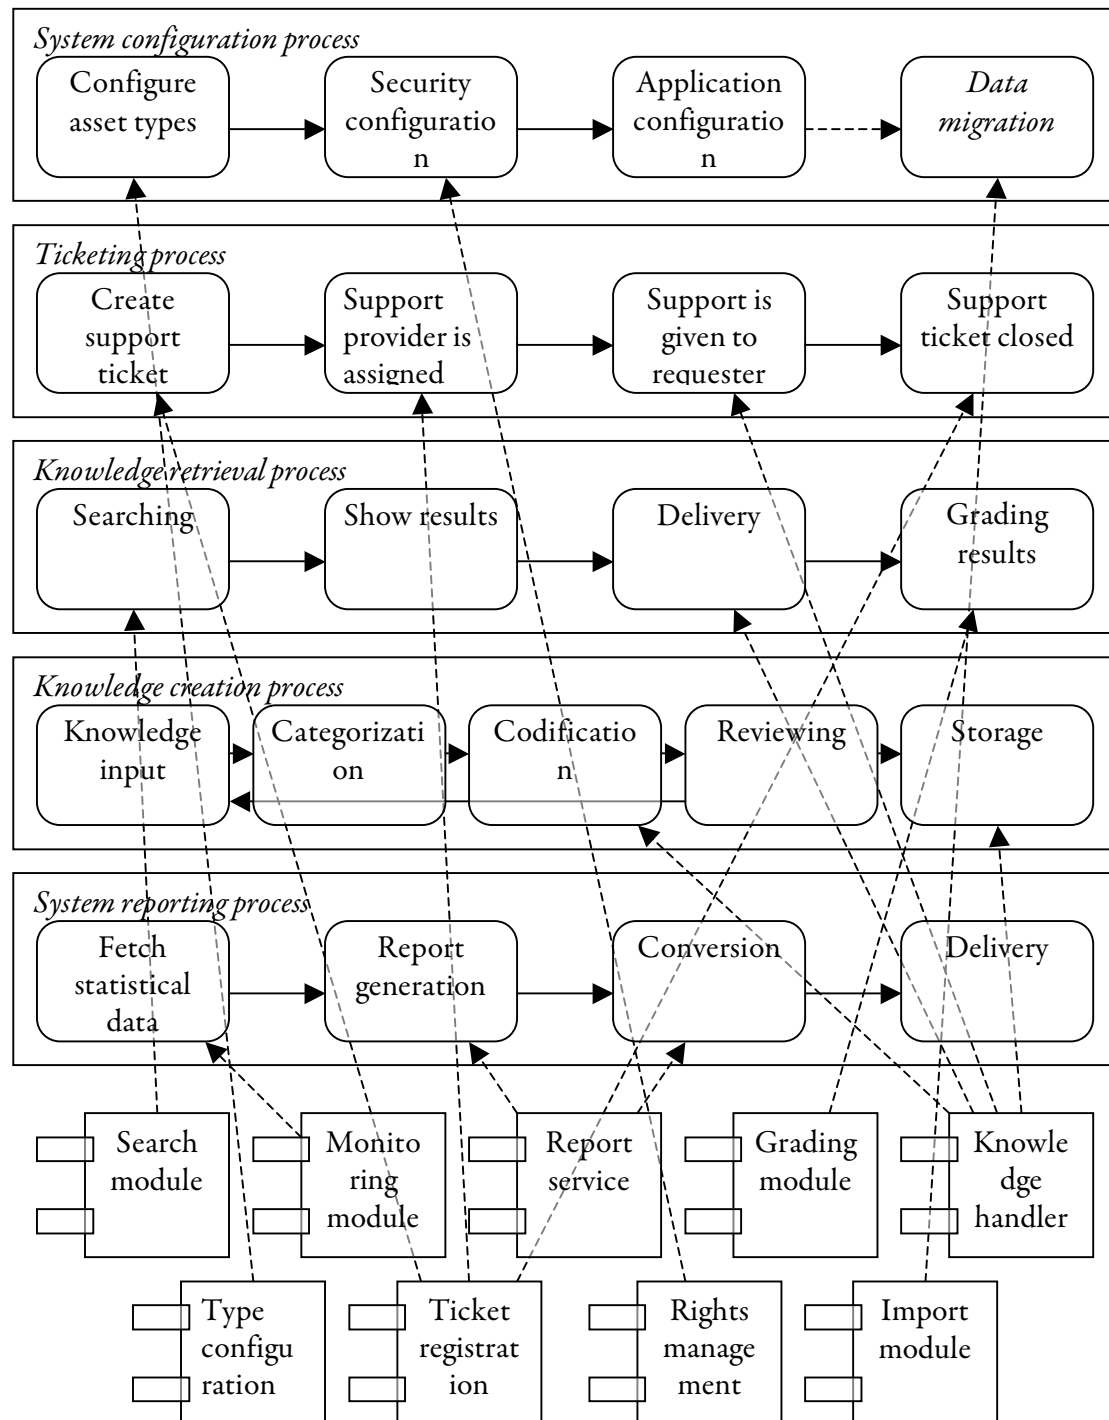 System configuration process
Configure
asset types
Security
configuratio
n
Application
configuratio
n
Data
migration
Ticketing process
Create
support
ticket
Support
provider is
assigned
Support is
given to
requester
Support
ticket closed
Knowledge retrieval process
Searching
Show results
Delivery
Grading
results
Knowledge creation process
Knowledge
input
Categorizati
on
Codificatio
n
Reviewing
Storage
System reporting process
Fetch
statistical
data
Report
generation
Conversion
Delivery
Search
module
Monito
ring
module
Report
service
Grading
module
Knowle
dge
handler
Type
configu
ration
Ticket
registrat
ion
Rights
manage
ment
Import
module